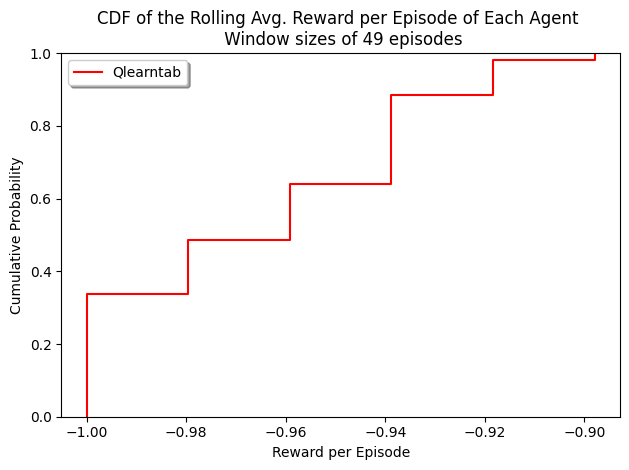 CDF of the Rolling Avg. Reward per Episode of Each Agent
Window sizes of 49 episodes
Qlearntab
Cumulative Probability
1.0
0.8
0.6
0.4
0.2
0.0
−1.00 −0.98 −0.96 −0.94 −0.92 −0.90
Reward per Episode